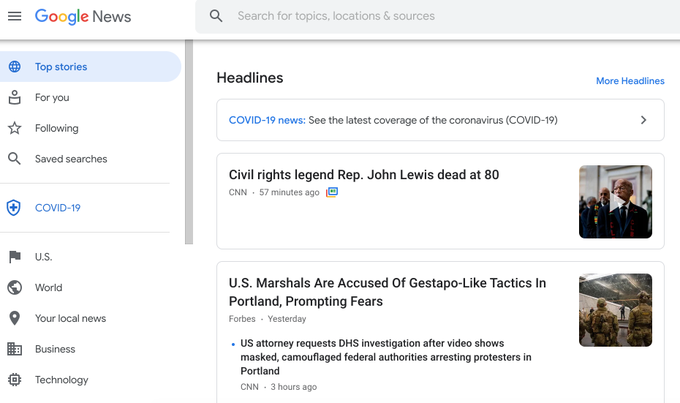 Google News
Search for topics, locations & sources
Top stories
For you
Following
Saved searches
COVID-19
U.S.
World
Your local news
Business
Technology
Headlines
More Headlines
COVID-19 news: See the latest coverage of the coronavirus (COVID-19)
Civil rights legend Rep. John Lewis dead at 80
CNN · 57 minutes ago
U.S. Marshals Are Accused Of Gestapo-Like Tactics In
Portland, Prompting Fears
Forbes · Yesterday
• US attorney requests DHS investigation after video shows
masked, camouflaged federal authorities arresting protesters in
Portland
CNN · 3 hours ago